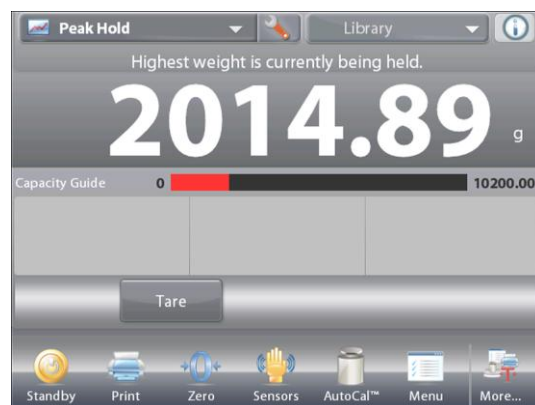 Peak Hold
Library
Highest weight is currently being held.
2014.89 g
Capacity Guide 0 10200.00
Tare
Standby Print Zero Sensors AutoCal™ Menu More...